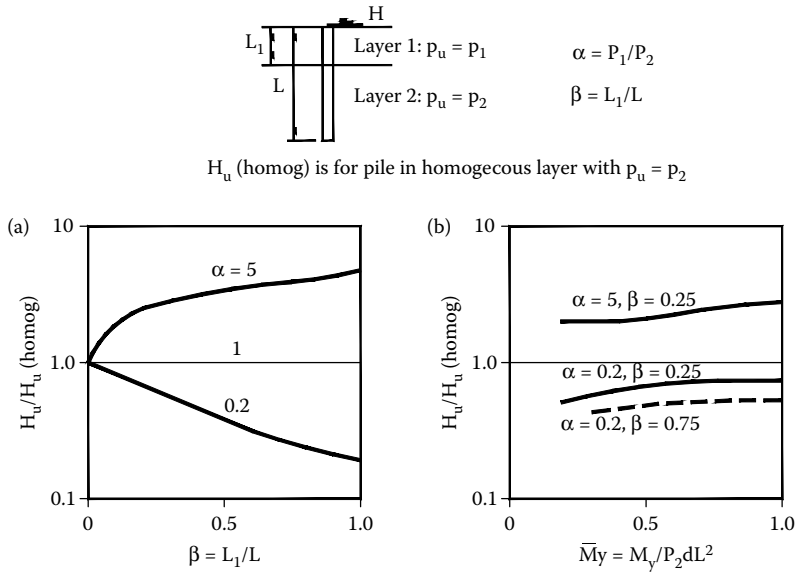 H
L₁
Layer 1: pᵤ = p₁
α = P₁/P₂
L
Layer 2: pᵤ = p₂
β = L₁/L
Hᵤ (homog) is for pile in homogecous layer with pᵤ = p₂
(a)
10
α = 5
1
1.0
0.2
0.1
0
0.5
1.0
Hᵤ/Hᵤ (homog)
β = L₁/L
(b)
10
α = 5, β = 0.25
1.0
α = 0.2, β = 0.25
α = 0.2, β = 0.75
0.1
0
0.5
1.0
Hᵤ/Hᵤ (homog)
M̅y = Mᵧ/P₂dL²